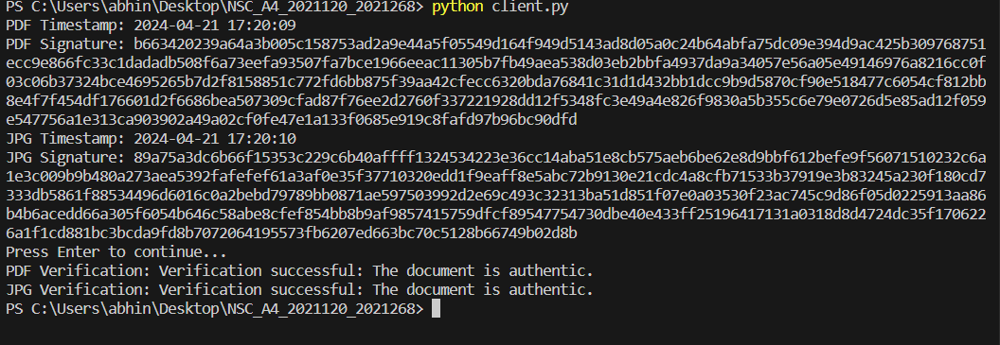 PS C:\Users\abhin\Desktop\NSC_A4_2021120_2021268> python client.py
PDF Timestamp: 2024-04-21 17:20:09
PDF Signature: b663420239a64a3b005c158753ad2a9e44a5f05549d164f949d5143ad8d05a0c24b64abfa75dc09e394d9ac425b309768751
ecc9e866fc33c1dadadb508f6a73eefa93507fa7bce1966eeac11305b7fb49aea538d03eb2bbfa4937da9a34057e56a05e49146976a8216cc0f
03c06b37324bce4695265b7d2f8158851c772fd6bb875f39aa42cfecc6320bda76841c31d1d432bb1dcc9b9d5870cf90e518477c6054cf812bb
8e4f7f454df176601d2f6686bea507309cfad87f76ee2d2760f337221928dd12f5348fc3e49a4e826f9830a5b355c6e79e0726d5e85ad12f059
e547756a1e313ca903902a49a02cf0fe47e1a133f0685e919c8fafd97b96bc90dfd
JPG Timestamp: 2024-04-21 17:20:10
JPG Signature: 89a75a3dc6b66f15353c229c6b40affff1324534223e36cc14aba51e8cb575aeb6be62e8d9bbf612befe9f56071510232c6a
1e3c009b9b480a273aea5392fafefef61a3af0e35f37710320edd1f9eaff8e5abc72b9130e21cdc4a8cfb71533b37919e3b83245a230f180cd7
333db5861f88534496d6016c0a2bebd79789bb0871ae597503992d2e69c493c32313ba51d851f07e0a03530f23ac745c9d86f05d0225913aa86
b4b6acedd66a305f6054b646c58abe8cfef854bb8b9af9857415759dfcf89547754730dbe40e433ff25196417131a0318d8d4724dc35f170622
6a1f1cd881bc3bcda9fd8b7072064195573fb6207ed663bc70c5128b66749b02d8b
Press Enter to continue...
PDF Verification: Verification successful: The document is authentic.
JPG Verification: Verification successful: The document is authentic.
PS C:\Users\abhin\Desktop\NSC_A4_2021120_2021268>